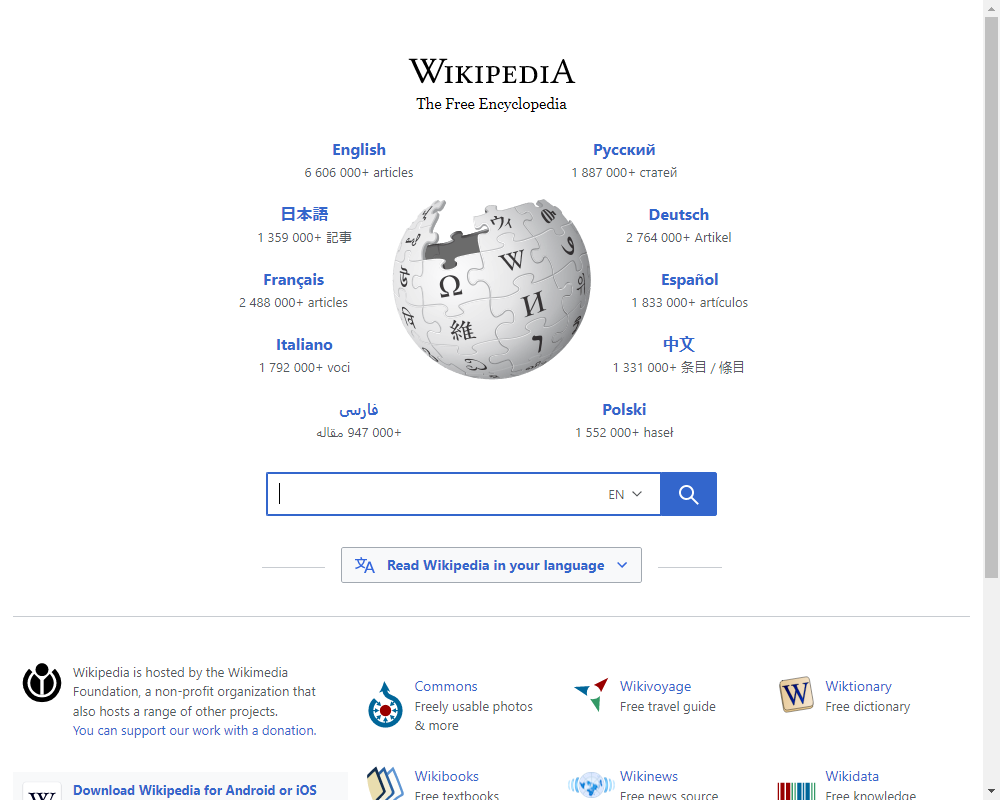 WIKIPEDIA
The Free Encyclopedia
English
6 606 000+ articles
Русский
1 887 000+ статей
日本語
1 359 000+ 記事
Deutsch
2 764 000+ Artikel
Français
2 488 000+ articles
Español
1 833 000+ artículos
Italiano
1 792 000+ voci
中文
1 331 000+ 条目 / 條目
فارسی
۹۴۷ 000+ مقاله
Polski
1 552 000+ haseł
Ω
W
И
維
ウィ
EN
Read Wikipedia in your language
Wikipedia is hosted by the Wikimedia
Foundation, a non-profit organization that
also hosts a range of other projects.
You can support our work with a donation.
Download Wikipedia for Android or iOS
Commons
Freely usable photos
& more
Wikivoyage
Free travel guide
Wiktionary
Free dictionary
Wikibooks
Free textbooks
Wikinews
Free news source
Wikidata
Free knowledge